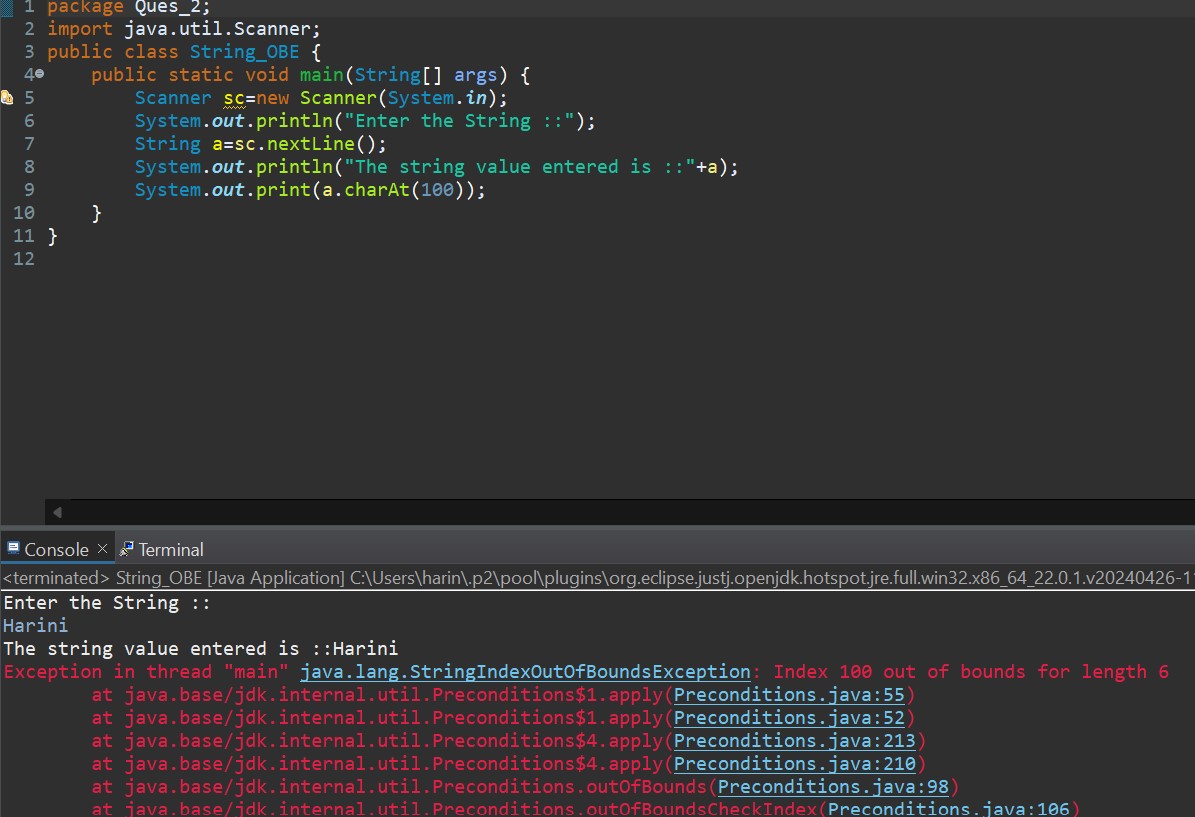 1 package Ques_2;
2 import java.util.Scanner;
3 public class String_OBE {
4 public static void main(String[] args) {
5 Scanner sc=new Scanner(System.in);
6 System.out.println("Enter the String ::");
7 String a=sc.nextLine();
8 System.out.println("The string value entered is ::"+a);
9 System.out.print(a.charAt(100));
10 }
11 }
12
Console × Terminal
<terminated> String_OBE [Java Application] C:\Users\harin\.p2\pool\plugins\org.eclipse.justj.openjdk.hotspot.jre.full.win32.x86_64_22.0.1.v20240426-1
Enter the String ::
Harini
The string value entered is ::Harini
Exception in thread "main" java.lang.StringIndexOutOfBoundsException: Index 100 out of bounds for length 6
at java.base/jdk.internal.util.Preconditions$1.apply(Preconditions.java:55)
at java.base/jdk.internal.util.Preconditions$1.apply(Preconditions.java:52)
at java.base/jdk.internal.util.Preconditions$4.apply(Preconditions.java:213)
at java.base/jdk.internal.util.Preconditions$4.apply(Preconditions.java:210)
at java.base/jdk.internal.util.Preconditions.outOfBounds(Preconditions.java:98)
at java.base/jdk.internal.util.Preconditions.outOfBoundsCheckIndex(Preconditions.java:106)